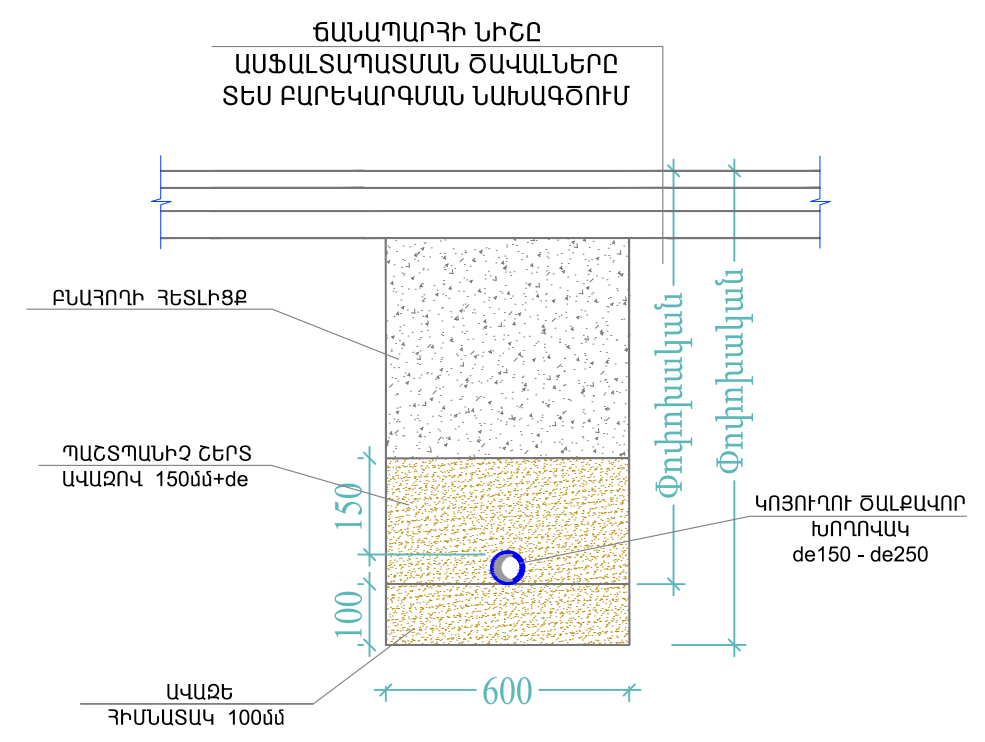 ՃԱՆԱՊԱՐՀԻ ՆԻՇԸ
ԱՍՖԱԼՏԱՊԱՏՄԱՆ ԾԱՎԱԼՆԵՐԸ
ՏԵՍ ԲԱՐԵԿԱՐԳՄԱՆ ՆԱԽԱԳԾՈՒՄ
ԲՆԱՀՈՂԻ ՀԵՏԼԻՑՔ
Փոփոխական
Փոփոխական
ՊԱՇՏՊԱՆԻՉ ՇԵՐՏ
ԱՎԱԶՈՎ 150մմ+de
150
ԿՈՅՈՒՂՈՒ ԾԱԼՔԱՎՈՐ
ԽՈՂՈՎԱԿ
de150 - de250
100
ԱՎԱԶԵ
ՀԻՄՆԱՏԱԿ 100մմ
600